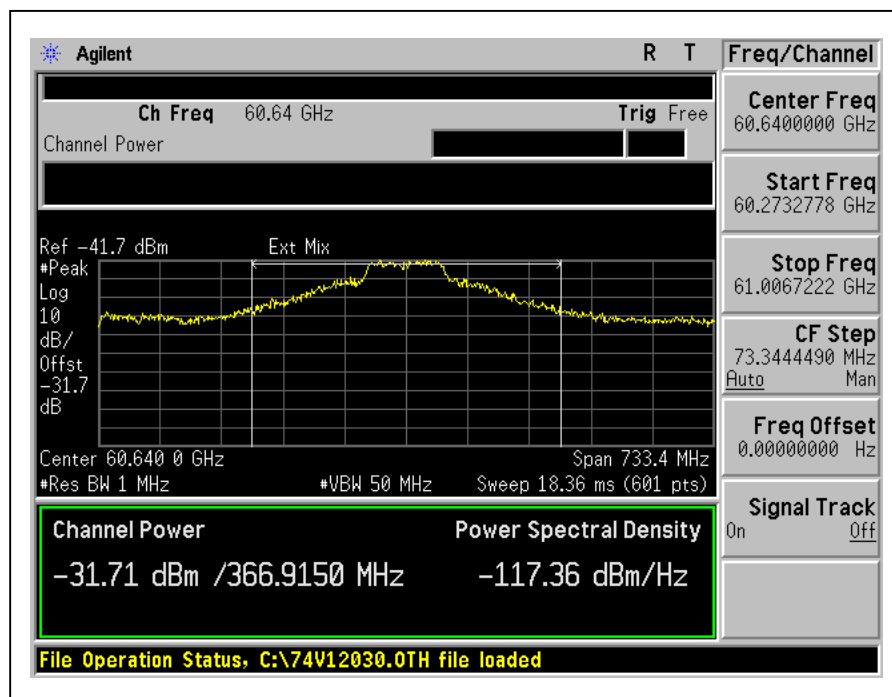 Agilent R T
Ch Freq 60.64 GHz Trig Free
Channel Power
Ref -41.7 dBm Ext Mix
#Peak
Log
10
dB/
Offst
-31.7
dB
Center 60.640 0 GHz Span 733.4 MHz
#Res BW 1 MHz #VBW 50 MHz Sweep 18.36 ms (601 pts)
Channel Power Power Spectral Density
-31.71 dBm /366.9150 MHz -117.36 dBm/Hz
File Operation Status, C:\74V12030.OTH file loaded
Freq/Channel
Center Freq
60.6400000 GHz
Start Freq
60.2732778 GHz
Stop Freq
61.0067222 GHz
CF Step
73.3444490 MHz
Auto Man
Freq Offset
0.00000000 Hz
Signal Track
On Off